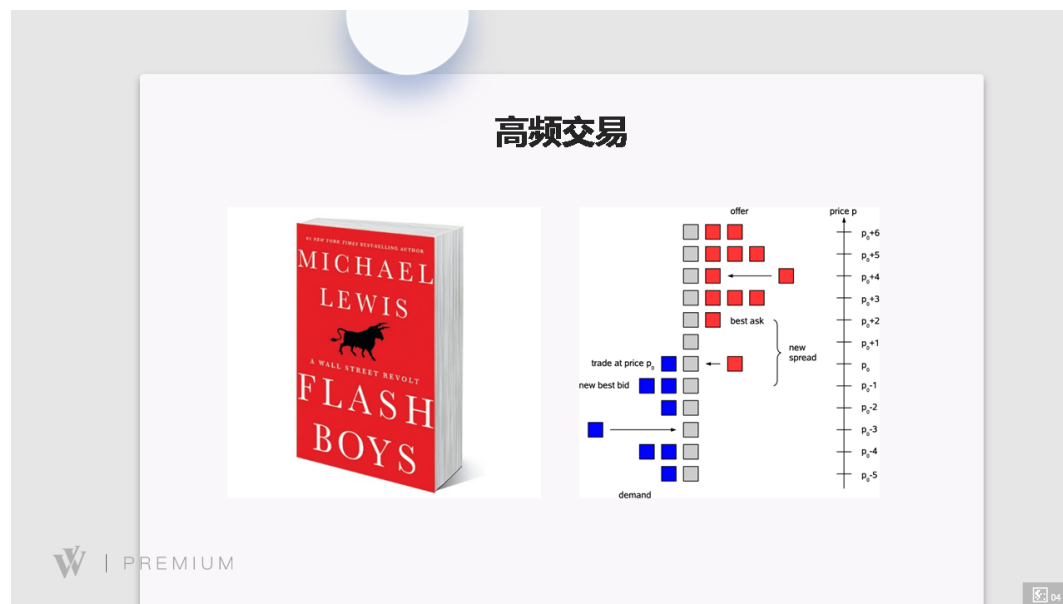 高频交易
#1 NEW YORK TIMES BESTSELLING AUTHOR
MICHAEL
LEWIS
A WALL STREET REVOLT
FLASH
BOYS
offer
price p
p₀+6
p₀+5
p₀+4
p₀+3
best ask
p₀+2
p₀+1
new
spread
trade at price p₀
p₀
new best bid
p₀-1
p₀-2
p₀-3
p₀-4
p₀-5
demand
W | PREMIUM
04